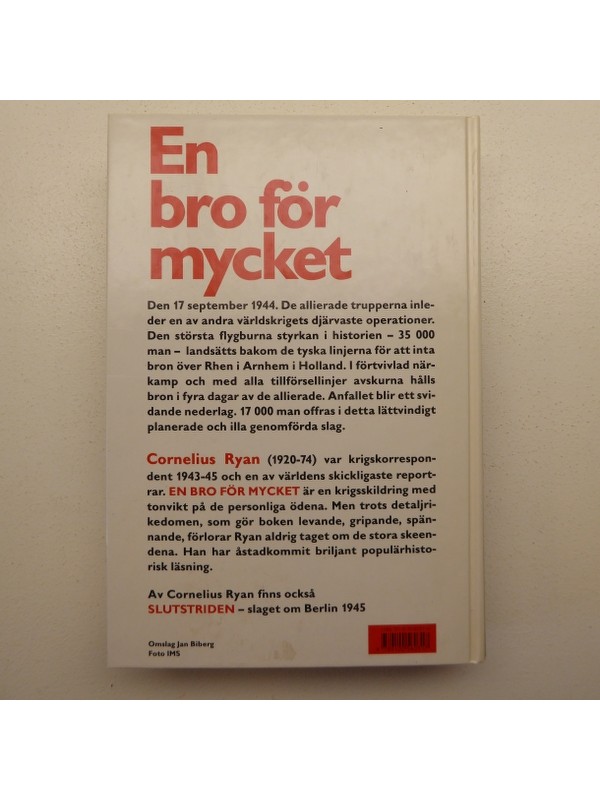 En
bro för
mycket
Den 17 september 1944. De allierade trupperna inle-
der en av andra världskrigets djärvaste operationer.
Den största flygburna styrkan i historien – 35 000
man – landsätts bakom de tyska linjerna för att inta
bron över Rhen i Arnhem i Holland. I förtvivlad när-
kamp och med alla tillförsellinjer avskurna hålls
bron i fyra dagar av de allierade. Anfallet blir ett svi-
dande nederlag. 17 000 man offras i detta lättvindigt
planerade och illa genomförda slag.
Cornelius Ryan (1920-74) var krigskorrespon-
dent 1943-45 och en av världens skickligaste report-
rar. EN BRO FÖR MYCKET är en krigsskildring med
tonvikt på de personliga ödena. Men trots detaljri-
kedomen, som gör boken levande, gripande, spän-
nande, förlorar Ryan aldrig taget om de stora skeen-
dena. Han har åstadkommit briljant populärhisto-
risk läsning.
Av Cornelius Ryan finns också
SLUTSTRIDEN – slaget om Berlin 1945
Omslag Jan Biberg
Foto IMS